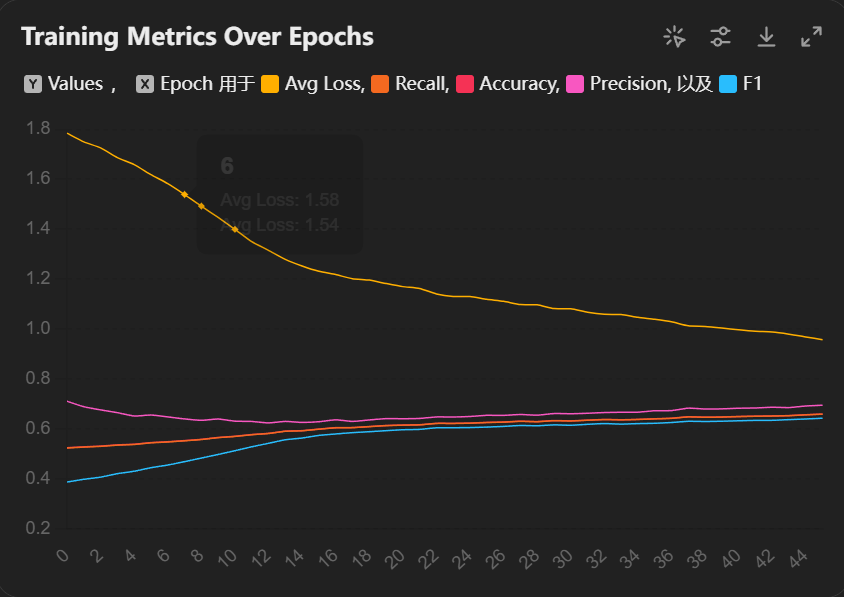 Training Metrics Over Epochs
Y Values , X Epoch 用于 Avg Loss, Recall, Accuracy, Precision, 以及 F1
1.8
6
1.6
Avg Loss: 1.58
1.4
Avg Loss: 1.54
1.2
1.0
0.8
0.6
0.4
0.2
0 2 4 6 8 10 12 14 16 18 20 22 24 26 28 30 32 34 36 38 40 42 44